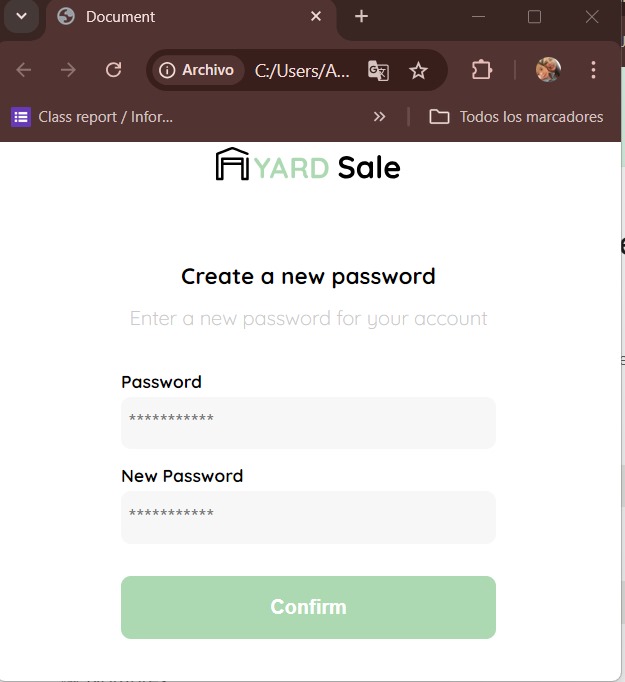 Document
Archivo C:/Users/A...
Class report / Infor... Todos los marcadores
YARD Sale
Create a new password
Enter a new password for your account
Password
***********
New Password
***********
Confirm